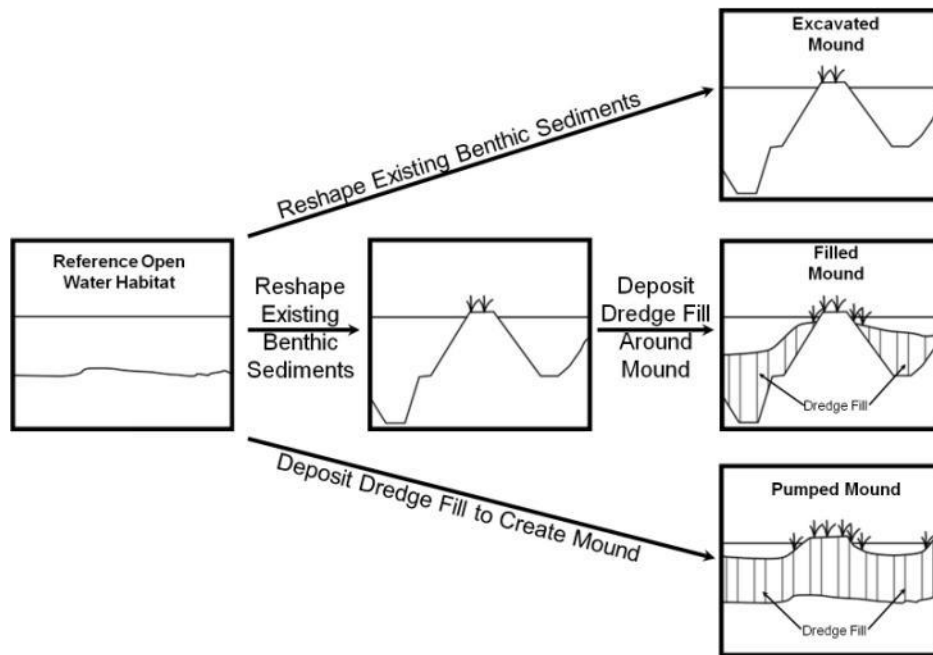 Excavated
Mound
Reshape Existing Benthic Sediments
Reference Open
Water Habitat
Reshape
Existing
Benthic
Sediments
Deposit
Dredge Fill
Around
Mound
Filled
Mound
Dredge Fill
Deposit Dredge Fill to Create Mound
Pumped Mound
Dredge Fill